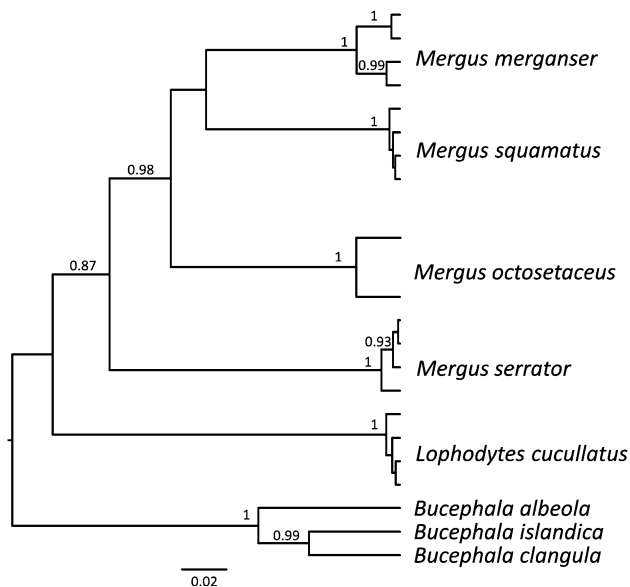 1
1
0.99
Mergus merganser
1
Mergus squamatus
0.98
1
Mergus octosetaceus
0.87
0.93
1
Mergus serrator
1
Lophodytes cucullatus
1
Bucephala albeola
0.99
Bucephala islandica
Bucephala clangula
0.02